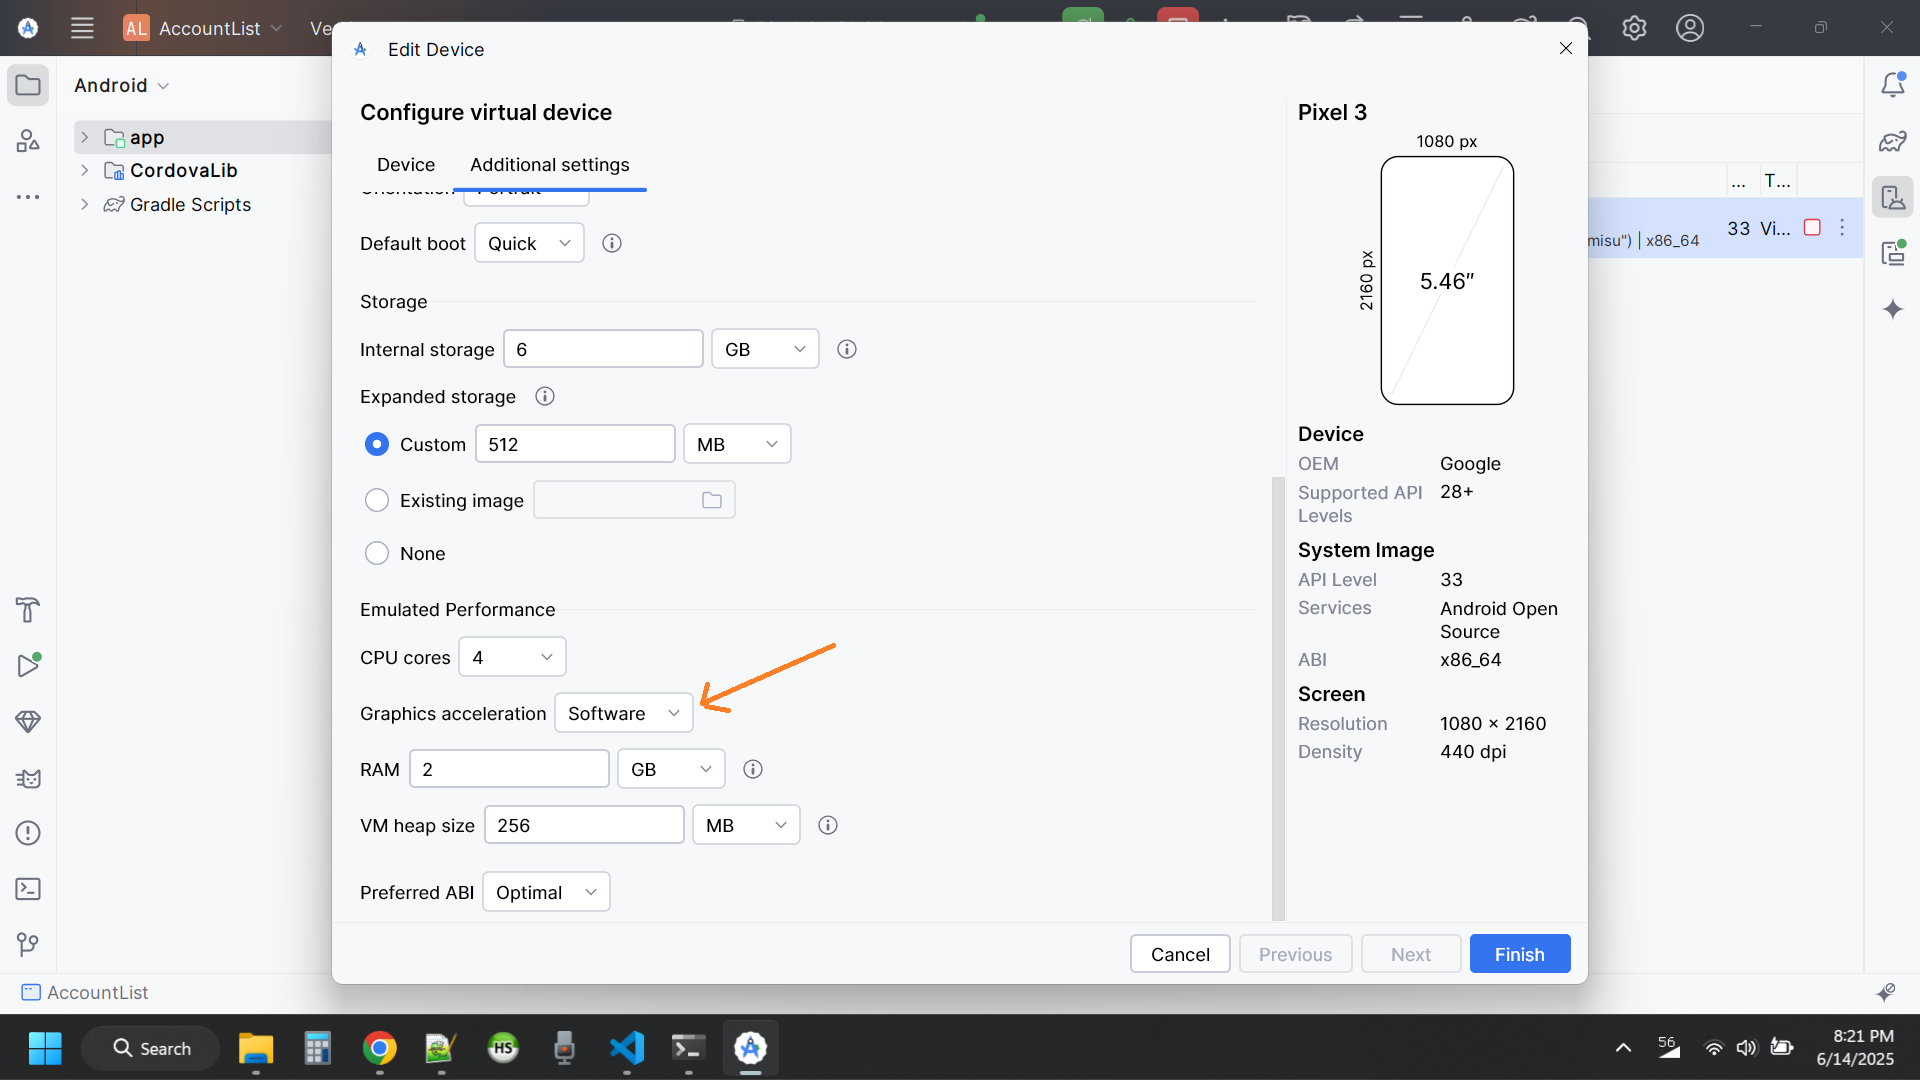 AL AccountList Ve
Edit Device
Android
app
CordovaLib
Gradle Scripts
Configure virtual device
Device Additional settings
Orientation Portrait
Default boot Quick
Storage
Internal storage 6 GB
Expanded storage
Custom 512 MB
Existing image
None
Emulated Performance
CPU cores 4
Graphics acceleration Software
RAM 2 GB
VM heap size 256 MB
Preferred ABI Optimal
Pixel 3
1080 px
2160 px
5.46″
Device
OEM Google
Supported API Levels 28+
System Image
API Level 33
Services Android Open Source
ABI x86_64
Screen
Resolution 1080 × 2160
Density 440 dpi
... T...
33 Vi...
misu") | x86_64
Cancel Previous Next Finish
AccountList
Search
HS
56
8:21 PM
6/14/2025